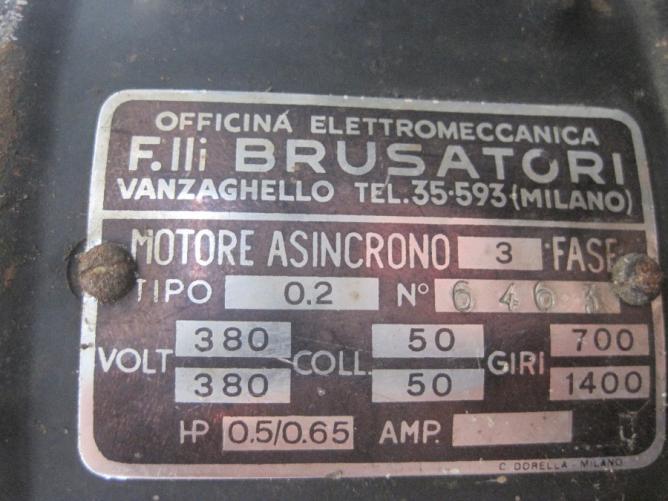 OFFICINA ELETTROMECCANICA
F.lli BRUSATORI
VANZAGHELLO TEL.35-593 (MILANO)
MOTORE ASINCRONO 3 FASE
TIPO 0.2 N°
VOLT 380 COLL. 50 GIRI 700
380 50 1400
HP 0.5/0.65 AMP.
C. DORELLA - MILANO